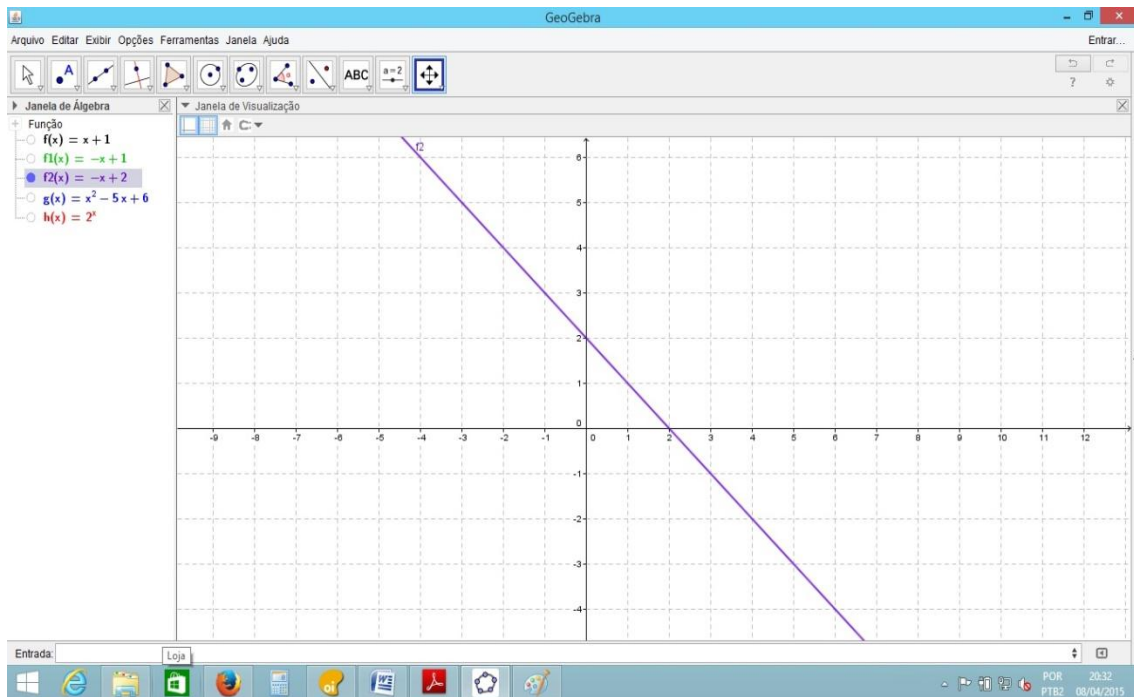 GeoGebra
Arquivo Editar Exibir Opções Ferramentas Janela Ajuda
Entrar...
A
ABC
a=2
?
Janela de Álgebra
Janela de Visualização
Função
f(x) = x + 1
f1(x) = −x + 1
f2(x) = −x + 2
g(x) = x² − 5x + 6
h(x) = 2ˣ
f2
6
5
4
3
2
1
0
-9 -8 -7 -6 -5 -4 -3 -2 -1 0 1 2 3 4 5 6 7 8 9 10 11 12
-1
-2
-3
-4
Entrada:
Loja
oi
W
POR 20:32
PTB2 08/04/2015